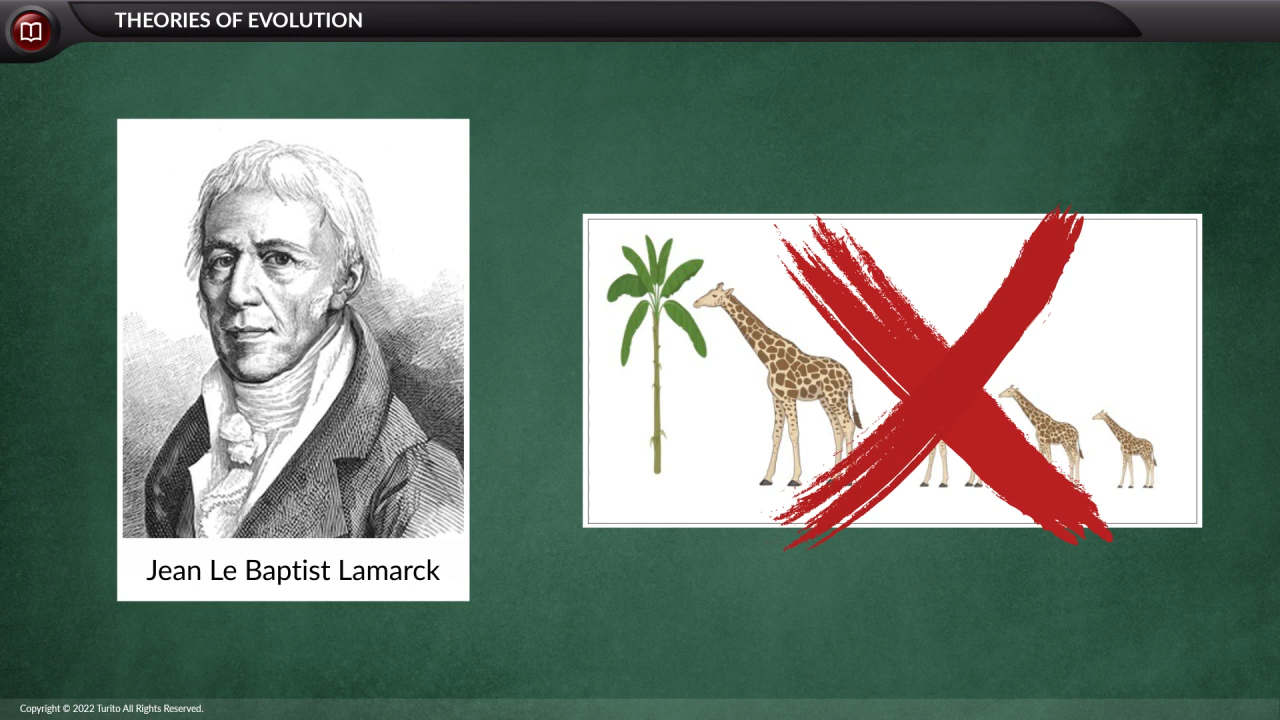 THEORIES OF EVOLUTION
Jean Le Baptist Lamarck
Copyright © 2022 Turito All Rights Reserved.